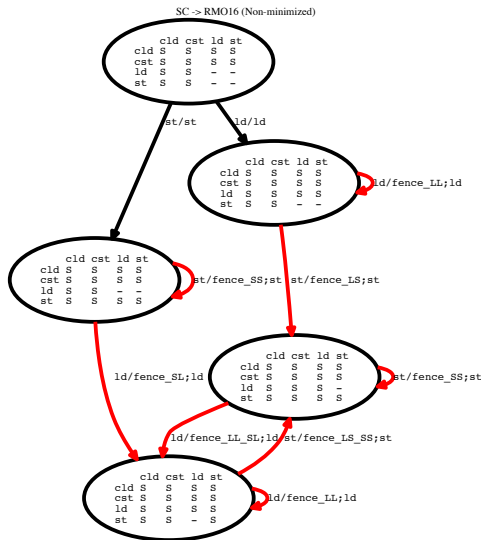 SC -> RMO16 (Non-minimized)
cld cst ld st
cld S S S S
cst S S S S
ld S S - -
st S S - -
st/st
ld/ld
cld cst ld st
cld S S S S
cst S S S S
ld S S S S
st S S - -
ld/fence_LL;ld
cld cst ld st
cld S S S S
cst S S S S
ld S S - -
st S S S S
st/fence_SS;st
st/fence_LS;st
cld cst ld st
cld S S S S
cst S S S S
ld S S S -
st S S S S
st/fence_SS;st
ld/fence_SL;ld
ld/fence_LL_SL;ld
st/fence_LS_SS;st
cld cst ld st
cld S S S S
cst S S S S
ld S S S S
st S S - S
ld/fence_LL;ld